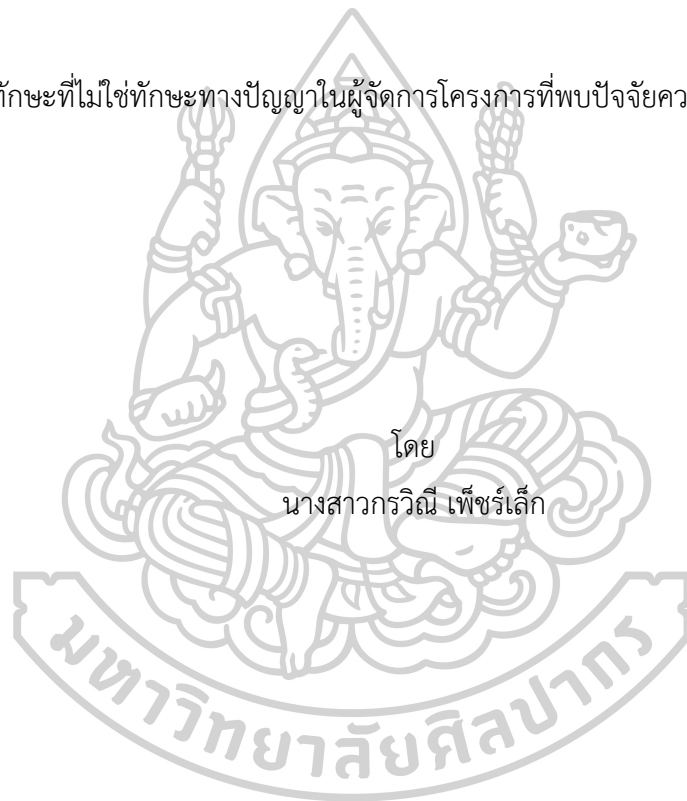 ทักษะที่ไม่ใช่ทักษะทางปัญญาในผู้จัดการโครงการที่พบปัจจัย
โดย
นางสาวกรวิณี เพ็ชร์เล็ก
มหาวิทยาลัยศิลปากร